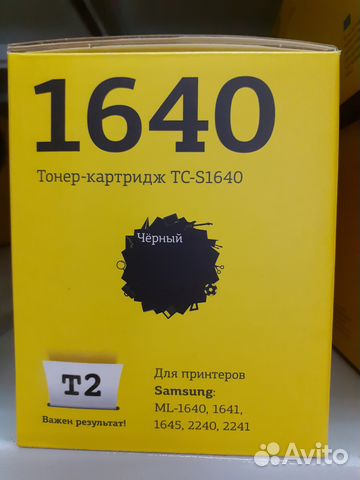 1640
Тонер-картридж TC-S1640
Чёрный
T2
Важен результат!
Для принтеров
Samsung:
ML-1640, 1641,
1645, 2240, 2241
Avito